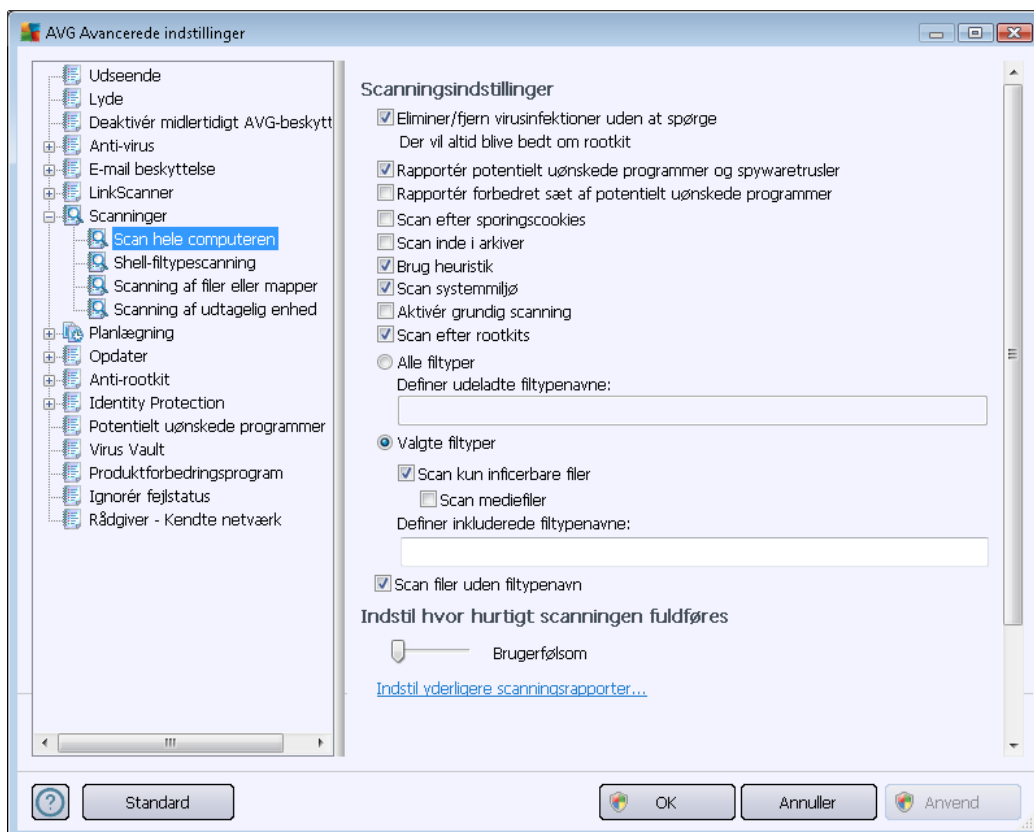 AVG Avancerede indstillinger
Udseende
Lyde
Deaktivér midlertidigt AVG-beskytt
Anti-virus
E-mail beskyttelse
LinkScanner
Scanninger
Scan hele computeren
Shell-filtypescanning
Scanning af filer eller mapper
Scanning af udtagelig enhed
Planlægning
Opdater
Anti-rootkit
Identity Protection
Potentielt uønskede programmer
Virus Vault
Produktforbedringsprogram
Ignorér fejlstatus
Rådgiver - Kendte netværk
Scanningsindstillinger
Eliminer/fjern virusinfektioner uden at spørge
Der vil altid blive bedt om rootkit
Rapportér potentielt uønskede programmer og spywaretrusler
Rapportér forbedret sæt af potentielt uønskede programmer
Scan efter sporingscookies
Scan inde i arkiver
Brug heuristik
Scan systemmiljø
Aktivér grundig scanning
Scan efter rootkits
Alle filtyper
Definer udeladte filtypenavne:
Valgte filtyper
Scan kun inficerbare filer
Scan mediefiler
Definer inkluderede filtypenavne:
Scan filer uden filtypenavn
Indstil hvor hurtigt scanningen fuldføres
Brugerfølsom
Indstil yderligere scanningsrapporter...
Standard
OK
Annuller
Anvend